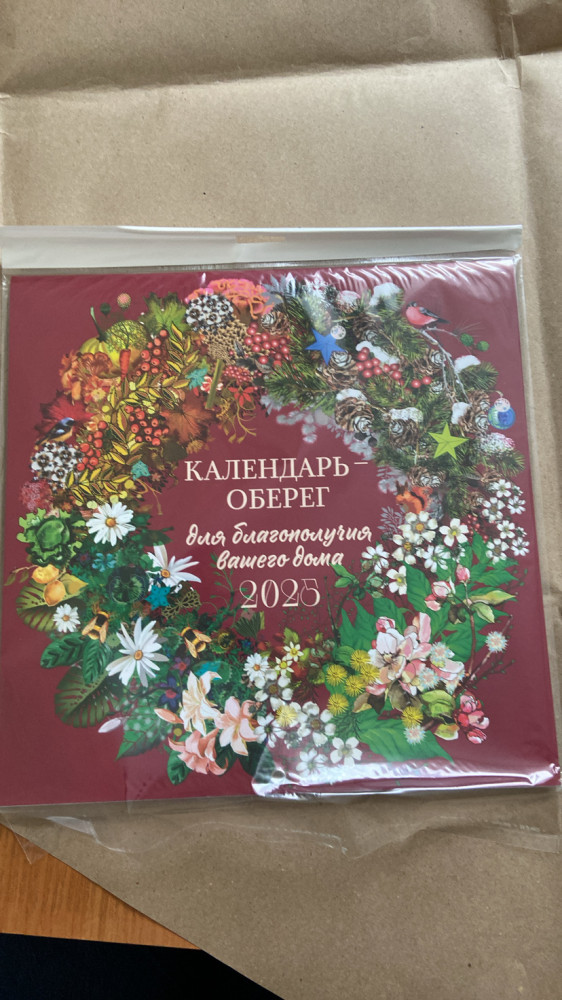 КАЛЕНДАРЬ –
ОБЕРЕГ
для благополучия
вашего дома
2025